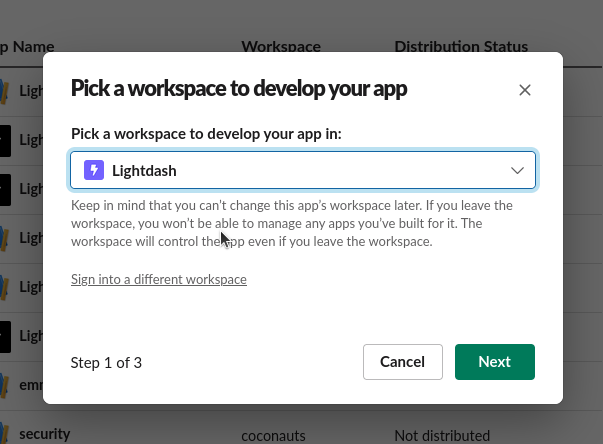 p Name Workspace Distribution Status
Pick a workspace to develop your app
Pick a workspace to develop your app in:
Lightdash
Keep in mind that you can't change this app's workspace later. If you leave the
workspace, you won't be able to manage any apps you've built for it. The
workspace will control the app even if you leave the workspace.
Sign into a different workspace
Step 1 of 3
Cancel
Next
Ligh
Ligh
Ligh
Ligh
Ligh
Ligh
security coconauts Not distributed